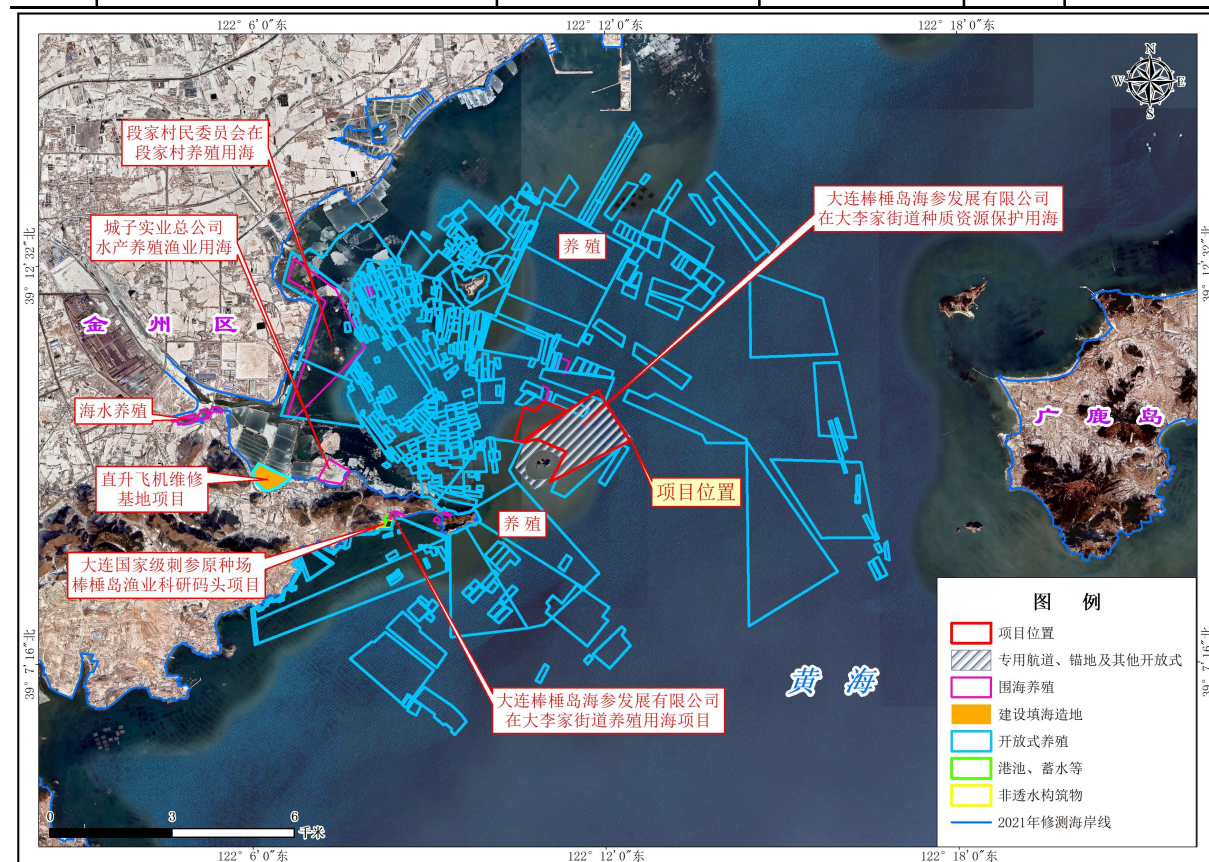 122° 6′0″东
122° 12′0″东
122° 18′0″东
N
W
E
S
段家村民委员会在
段家村养殖用海
大连棒棰岛海参发展有限公司
在大李家街道种质资源保护用海
城子实业总公司
水产养殖渔业用海
养 殖
39° 12′32″北
39° 12′32″北
金 州 区
海水养殖
广 鹿 岛
直升飞机维修
基地项目
项目位置
养 殖
大连国家级刺参原种场
棒棰岛渔业科研码头项目
39° 7′16″北
39° 7′16″北
黄 海
大连棒棰岛海参发展有限公司
在大李家街道养殖用海项目
图 例
项目位置
专用航道、锚地及其他开放式
围海养殖
建设填海造地
开放式养殖
港池、蓄水等
非透水构筑物
2021年修测海岸线
0
3
6
千米
122° 6′0″东
122° 12′0″东
122° 18′0″东